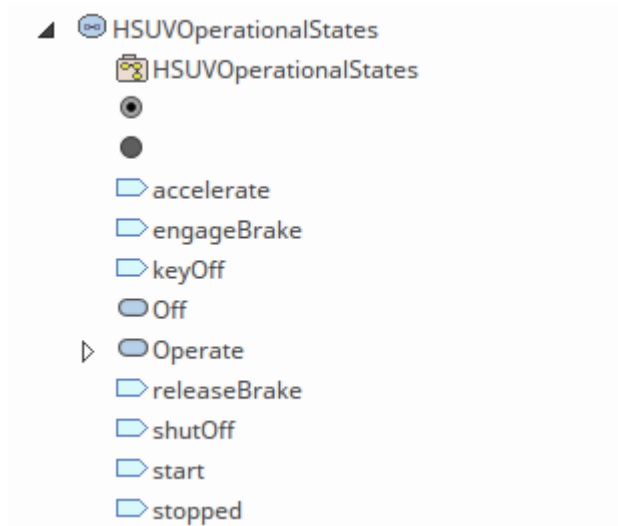 HSUVOperationalStates
HSUVOperationalStates
accelerate
engageBrake
keyOff
Off
Operate
releaseBrake
shutOff
start
stopped